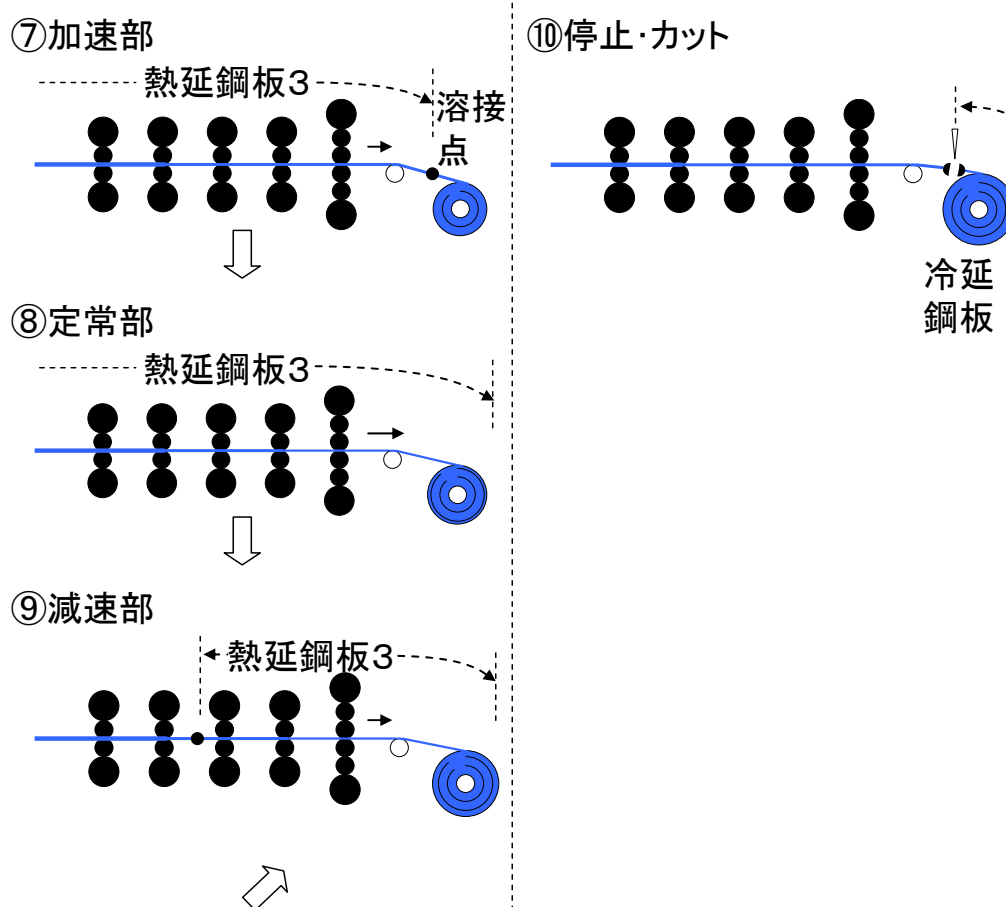 ⑦加速部
熱延鋼板3
溶接
点
⑧定常部
熱延鋼板3
⑨減速部
熱延鋼板3
⑩停止・カット
冷延
鋼板